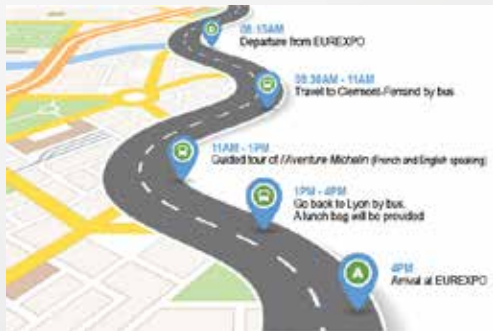 08:15AM
Departure from EUREXPO
08:30AM - 11AM
Travel to Clermont-Ferrand by bus
11AM - 1PM
Guided tour of l'Aventure Michelin (French and English speaking)
1PM - 4PM
Go back to Lyon by bus.
A lunch bag will be provided
4PM
Arrival at EUREXPO
A